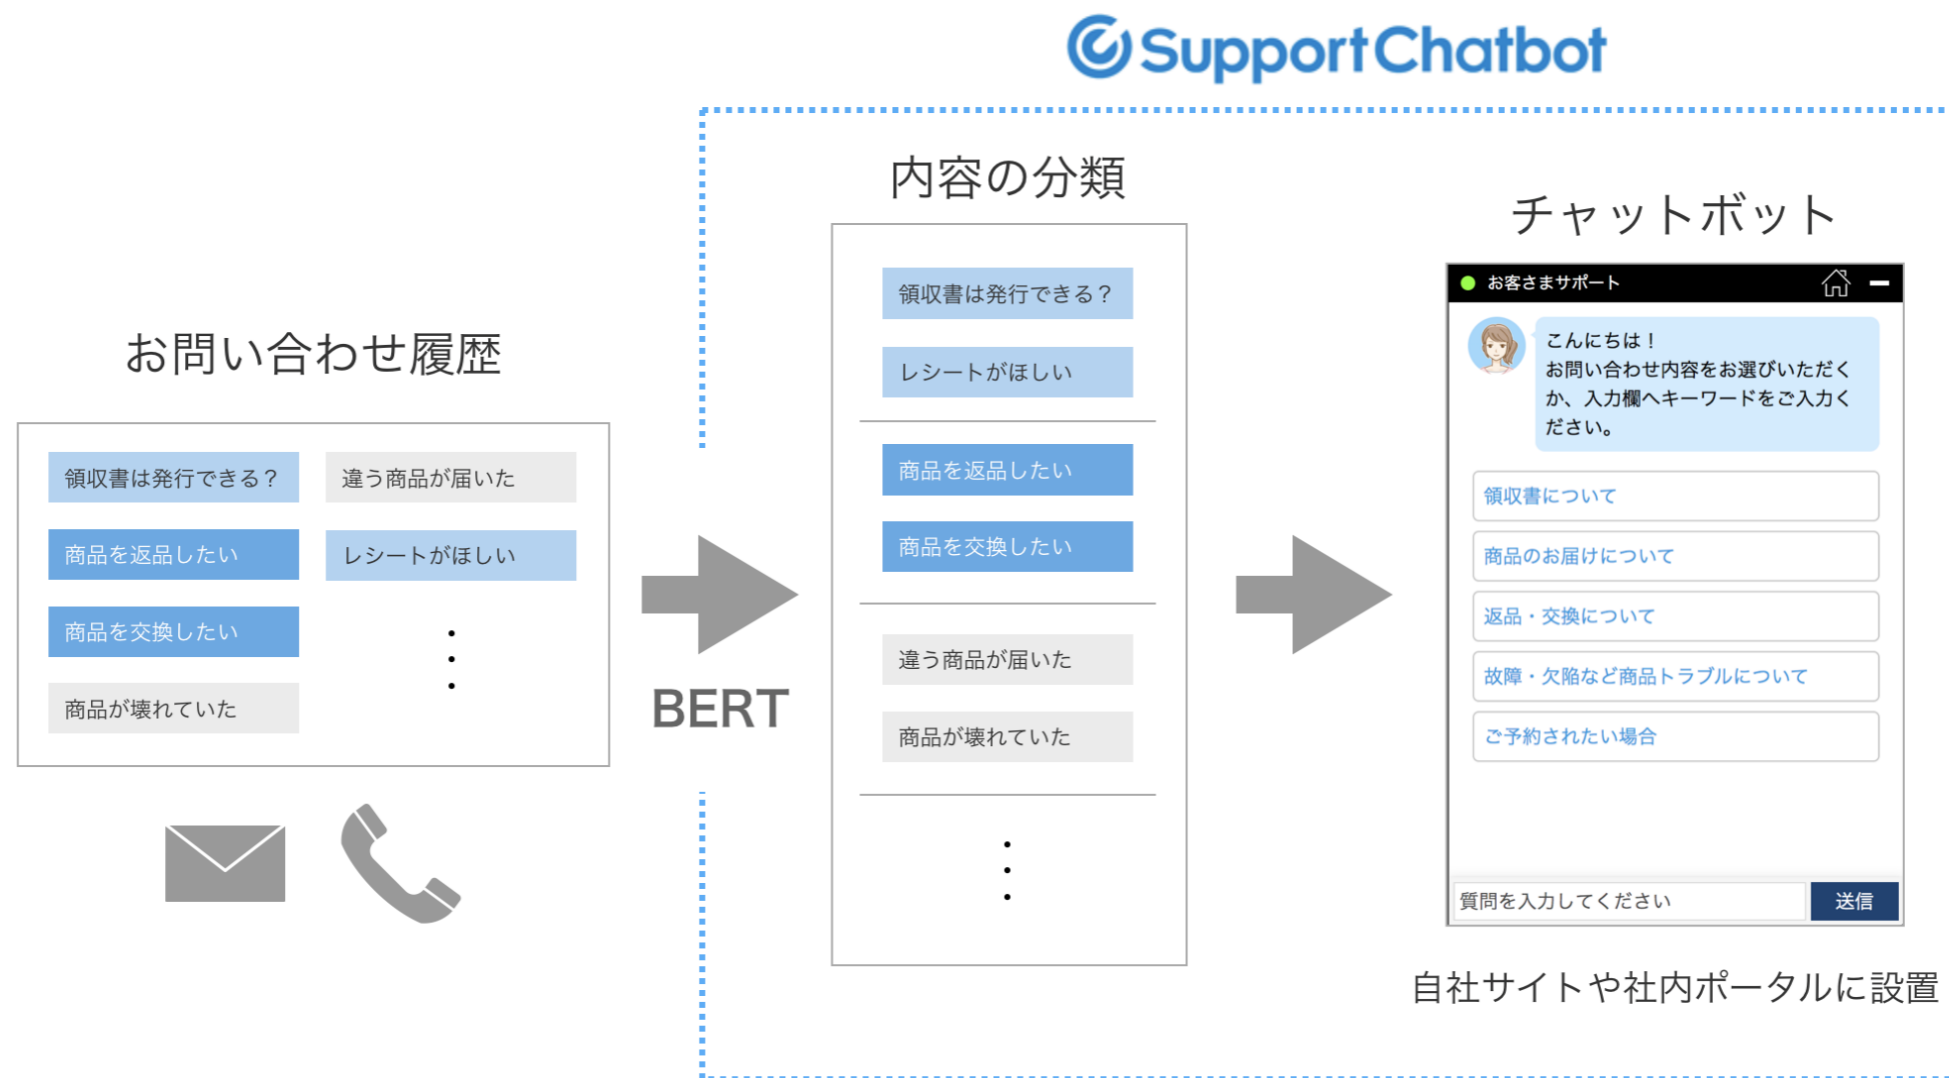 SupportChatbot
お問い合わせ履歴
領収書は発行できる？
違う商品が届いた
商品を返品したい
レシートがほしい
商品を交換したい
商品が壊れていた
BERT
内容の分類
領収書は発行できる？
レシートがほしい
商品を返品したい
商品を交換したい
違う商品が届いた
商品が壊れていた
チャットボット
お客さまサポート
こんにちは！
お問い合わせ内容をお選びいただく
か、入力欄へキーワードをご入力く
ださい。
領収書について
商品のお届けについて
返品・交換について
故障・欠陥など商品トラブルについて
ご予約されたい場合
質問を入力してください
送信
自社サイトや社内ポータルに設置